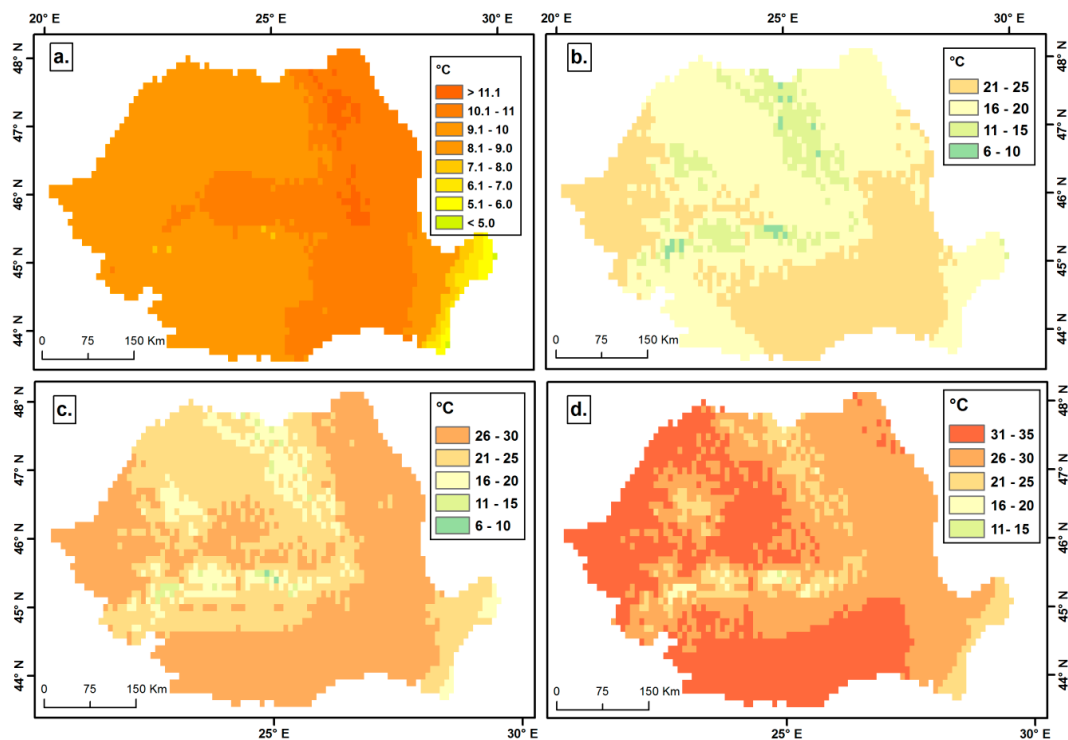 20° E
25° E
30° E
20° E
25° E
30° E
48° N
47° N
46° N
45° N
44° N
a.
°C
> 11.1
10.1 - 11
9.1 - 10
8.1 - 9.0
7.1 - 8.0
6.1 - 7.0
5.1 - 6.0
< 5.0
0 75 150 Km
b.
°C
21 - 25
16 - 20
11 - 15
6 - 10
0 75 150 Km
48° N
47° N
46° N
45° N
44° N
48° N
47° N
46° N
45° N
44° N
c.
°C
26 - 30
21 - 25
16 - 20
11 - 15
6 - 10
0 75 150 Km
d.
°C
31 - 35
26 - 30
21 - 25
16 - 20
11- 15
0 75 150 Km
48° N
47° N
46° N
45° N
44° N
25° E
30° E
25° E
30° E